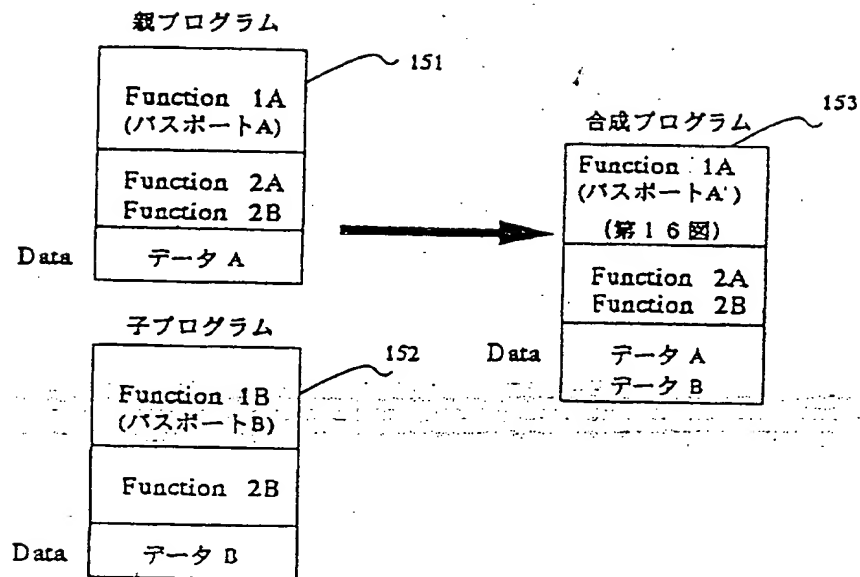 親プログラム
151
Function 1A
(パスポートA)
Function 2A
Function 2B
Data
データ A
子プログラム
152
Function 1B
(パスポートB)
Function 2B
Data
データ B
合成プログラム
153
Function 1A
(パスポートA')
(第16図)
Function 2A
Function 2B
Data
データ A
データ B